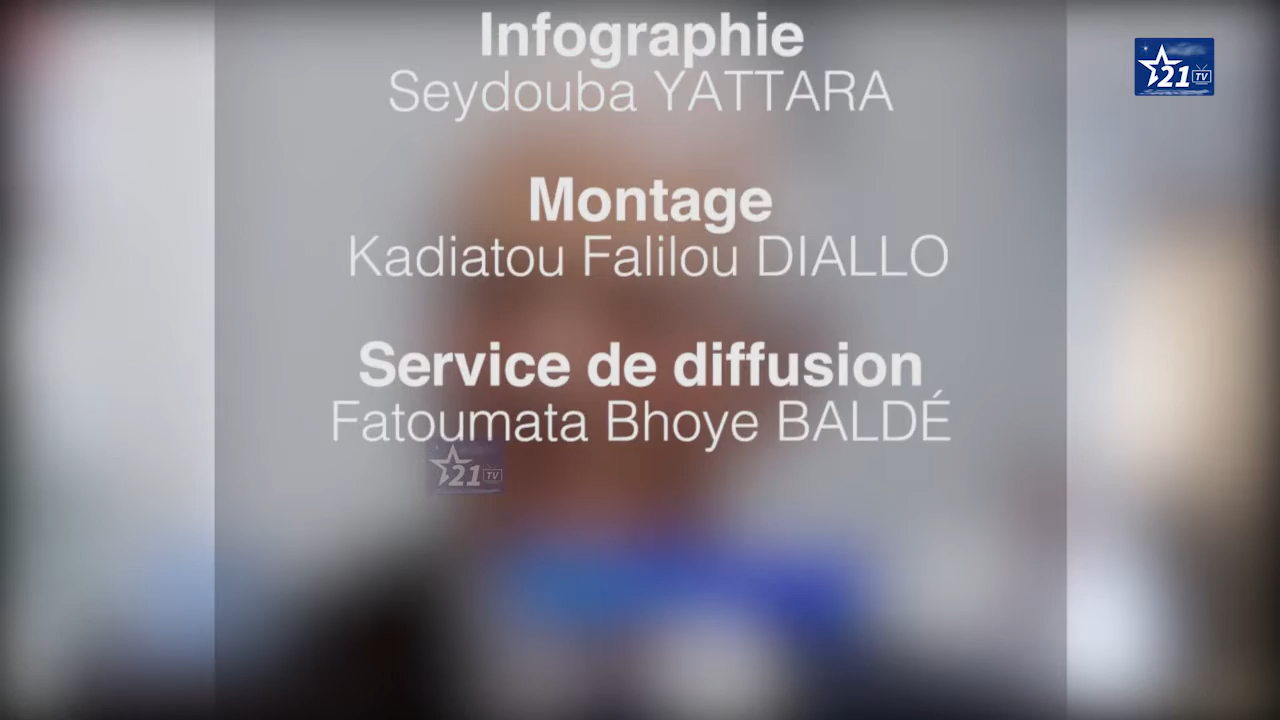 Infographie
21 TV
Seydouba YATTARA
Montage
Kadiatou Falilou DIALLO
Service de diffusion
Fatoumata Bhoye BALDÉ
21 TV